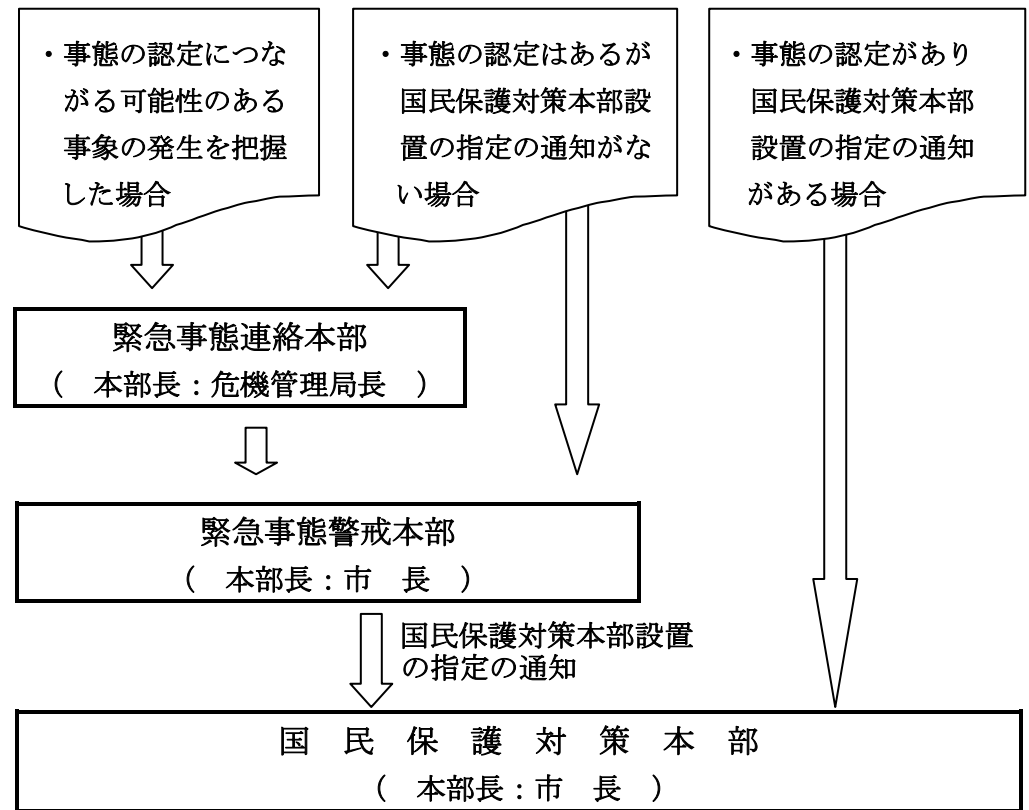 ・事態の認定につな
がる可能性のある
事象の発生を把握
した場合
・事態の認定はあるが
国民保護対策本部設
置の指定の通知がな
い場合
・事態の認定があり
国民保護対策本部
設置の指定の通知
がある場合
緊急事態連絡本部
（　本部長：危機管理局長　）
緊急事態警戒本部
（　本部長：市　長　）
国民保護対策本部設置
の指定の通知
国　民　保　護　対　策　本　部
（　本部長：市　長　）